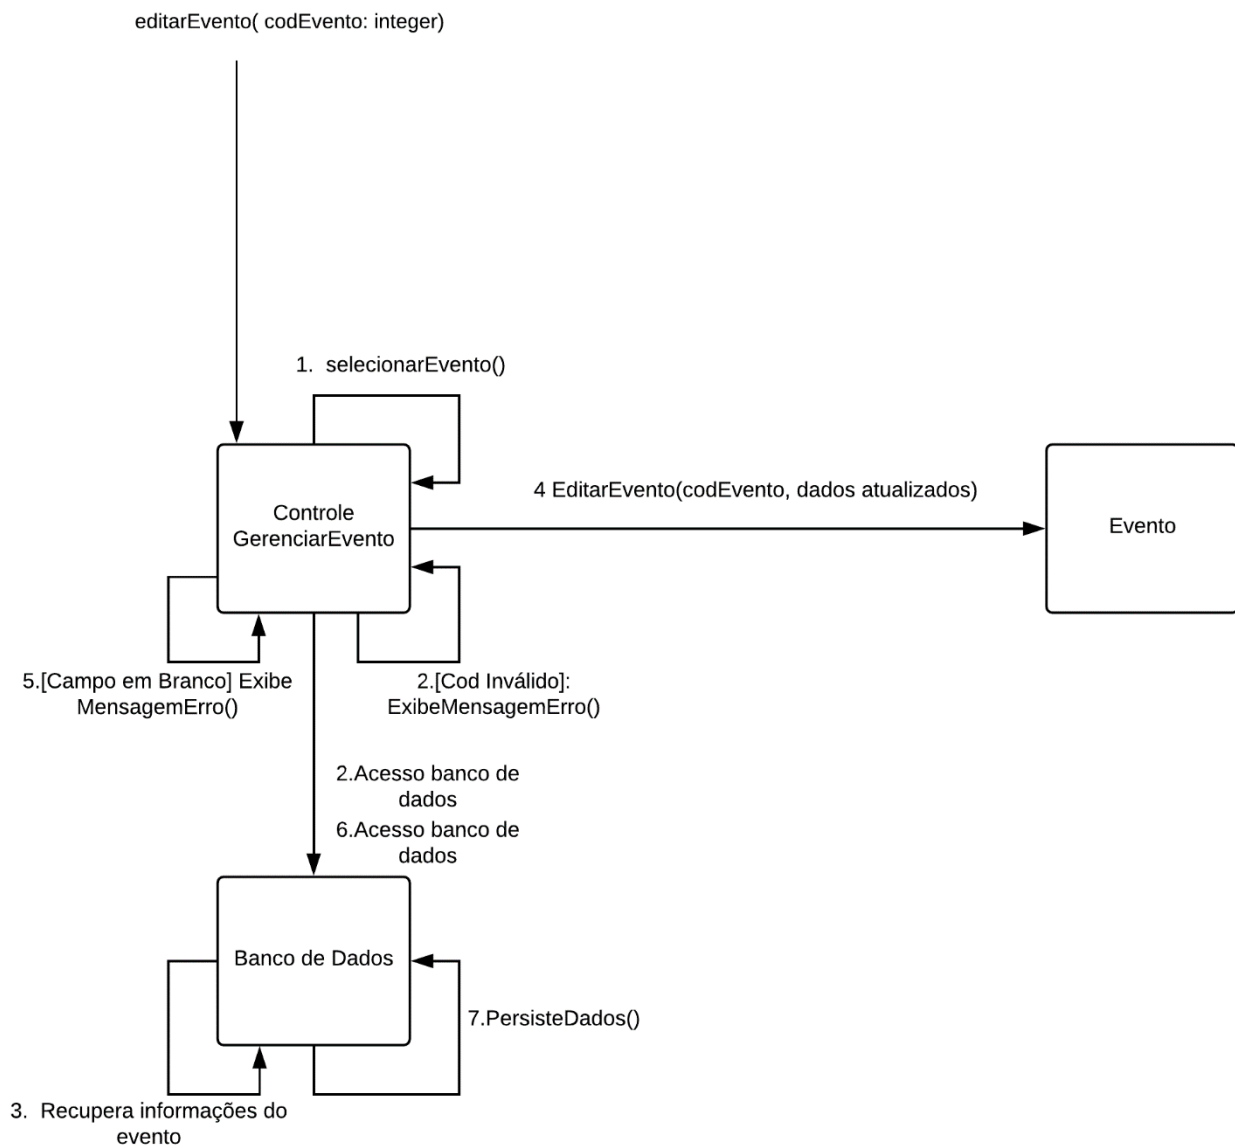 editarEvento( codEvento: integer)
1. selecionarEvento()
4 EditarEvento(codEvento, dados atualizados)
Controle
GerenciarEvento
Evento
5.[Campo em Branco] Exibe
MensagemErro()
2.[Cod Inválido]:
ExibeMensagemErro()
2.Acesso banco de
dados
6.Acesso banco de
dados
Banco de Dados
7.PersisteDados()
3. Recupera informações do
evento